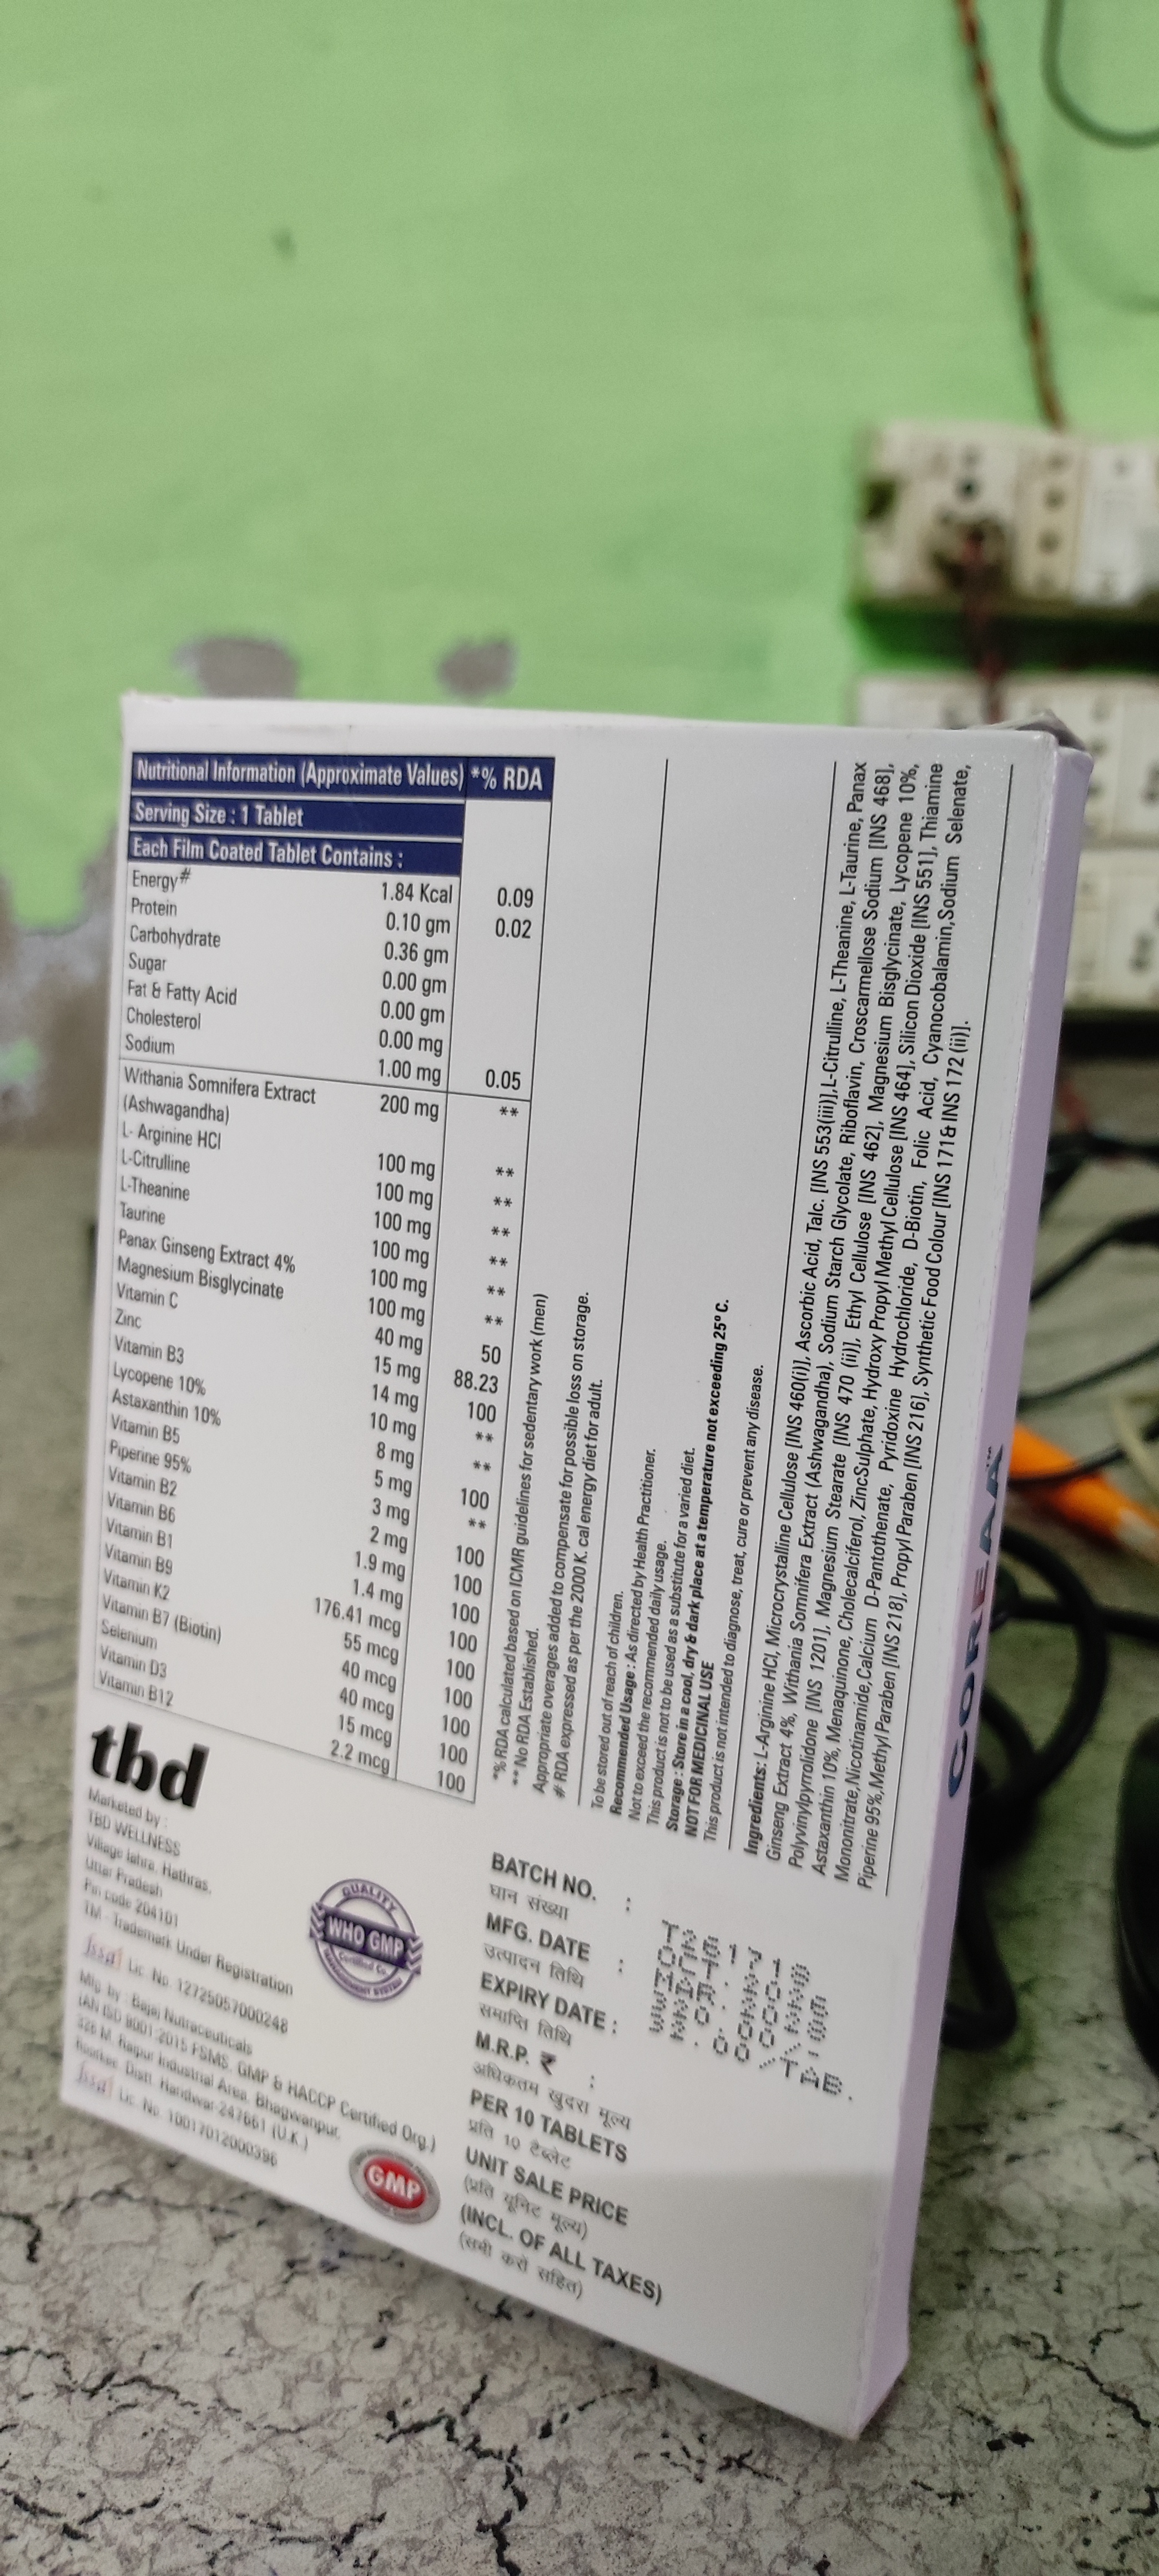 Nutritional Information (Approximate Values) *% RDA
Serving Size : 1 Tablet
Each Film Coated Tablet Contains :
Energy# 1.84 Kcal 0.09
Protein 0.10 gm 0.02
Carbohydrate 0.36 gm
Sugar 0.00 gm
Fat & Fatty Acid 0.00 gm
Cholesterol 0.00 mg
Sodium 1.00 mg 0.05
Withania Somnifera Extract 200 mg **
(Ashwagandha)
L- Arginine HCl 100 mg **
L-Citrulline 100 mg **
L-Theanine 100 mg **
Taurine 100 mg **
Panax Ginseng Extract 4% 100 mg **
Magnesium Bisglycinate 100 mg **
Vitamin C 40 mg 50
Zinc 15 mg 88.23
Vitamin B3 14 mg 100
Lycopene 10% 10 mg **
Astaxanthin 10% 8 mg **
Vitamin B5 5 mg 100
Piperine 95% 3 mg **
Vitamin B2 2 mg 100
Vitamin B6 1.9 mg 100
Vitamin B1 1.4 mg 100
Vitamin B9 176.41 mcg 100
Vitamin K2 55 mcg 100
Vitamin B7 (Biotin) 40 mcg 100
Selenium 40 mcg 100
Vitamin D3 15 mcg 100
Vitamin B12 2.2 mcg 100
*% RDA calculated based on ICMR guidelines for sedentary work (men)
** No RDA Established.
Appropriate overages added to compensate for possible loss on storage.
# RDA expressed as per the 2000 K. cal energy diet for adult.
To be stored out of reach of children.
Recommended Usage : As directed by Health Practitioner.
Not to exceed the recommended daily usage.
This product is not to be used as a substitute for a varied diet.
Storage : Store in a cool, dry & dark place at a temperature not exceeding 25º C.
NOT FOR MEDICINAL USE
This product is not intended to diagnose, treat, cure or prevent any disease.
Ingredients: L-Arginine HCl, Microcrystalline Cellulose [INS 460(i)], Ascorbic Acid, Talc. [INS 553(iii)],L-Citrulline, L-Theanine, L-Taurine, Panax
Ginseng Extract 4%, Withania Somnifera Extract (Ashwagandha), Sodium Starch Glycolate, Riboflavin, Croscarmellose Sodium [INS 468],
Polyvinylpyrrolidone [INS 1201], Magnesium Stearate [INS 470 (ii)], Ethyl Cellulose [INS 462], Magnesium Bisglycinate, Lycopene 10%,
Astaxanthin 10%, Menaquinone, Cholecalciferol, ZincSulphate, Hydroxy Propyl Methyl Cellulose [INS 464], Silicon Dioxide [INS 551], Thiamine
Mononitrate,Nicotinamide,Calcium D-Pantothenate, Pyridoxine Hydrochloride, D-Biotin, Folic Acid, Cyanocobalamin,Sodium Selenate,
Piperine 95%,Methyl Paraben [INS 218], Propyl Paraben [INS 216], Synthetic Food Colour [INS 171& INS 172 (ii)].
COREAA™
tbd
Marketed by :
TBD WELLNESS
Village Iahra, Hathras,
Uttar Pradesh
Pin code 204101
TM - Trademark Under Registration
fssai Lic. No. 12725057000248
Mfg by : Bajaj Nutraceuticals
(AN ISO 9001:2015 FSMS, GMP & HACCP Certified Org.)
326 M. Raipur Industrial Area, Bhagwanpur,
Roorkee, Distt. Haridwar-247661 (U.K.)
fssai Lic. No. 10017012000396
QUALITY
WHO GMP
Certified Co.
GMP
BATCH NO. :
घान संख्या
MFG. DATE :
उत्पादन तिथि
EXPIRY DATE :
समाप्ति तिथि
M.R.P. ₹ :
अधिकतम खुदरा मूल्य
PER 10 TABLETS
प्रति 10 टैब्लेट
UNIT SALE PRICE
(प्रति यूनिट मूल्य)
(INCL. OF ALL TAXES)
(सभी करों सहित)